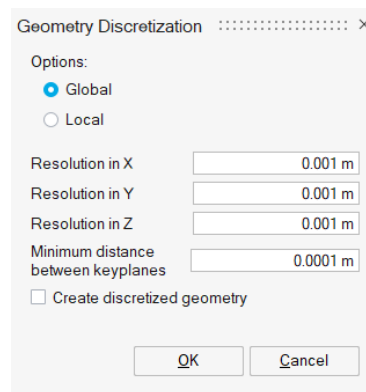 Geometry Discretization
Options:
Global
Local
Resolution in X 0.001 m
Resolution in Y 0.001 m
Resolution in Z 0.001 m
Minimum distance
between keyplanes 0.0001 m
Create discretized geometry
OK Cancel